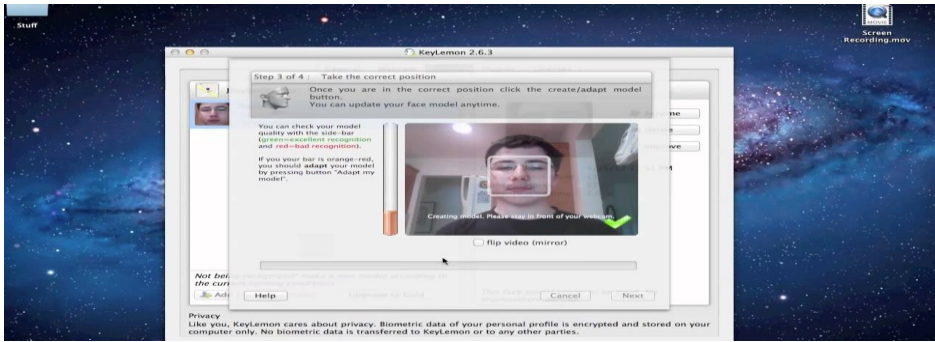 Stuff
MOVIE
Screen
Recording.mov
KeyLemon 2.6.3
Step 3 of 4 : Take the correct position
Once you are in the correct position click the create/adapt model
button.
You can update your face model anytime.
You can check your model
quality with the side-bar
(green=excellent recognition
and red=bad recognition).
If you your bar is orange-red,
you should adapt your model
by pressing button "Adapt my
model".
Creating model. Please stay in front of your webcam.
flip video (mirror)
Not bein
the curr
Help
Cancel
Next
Privacy
Like you, KeyLemon cares about privacy. Biometric data of your personal profile is encrypted and stored on your
computer only. No biometric data is transferred to KeyLemon or to any other parties.